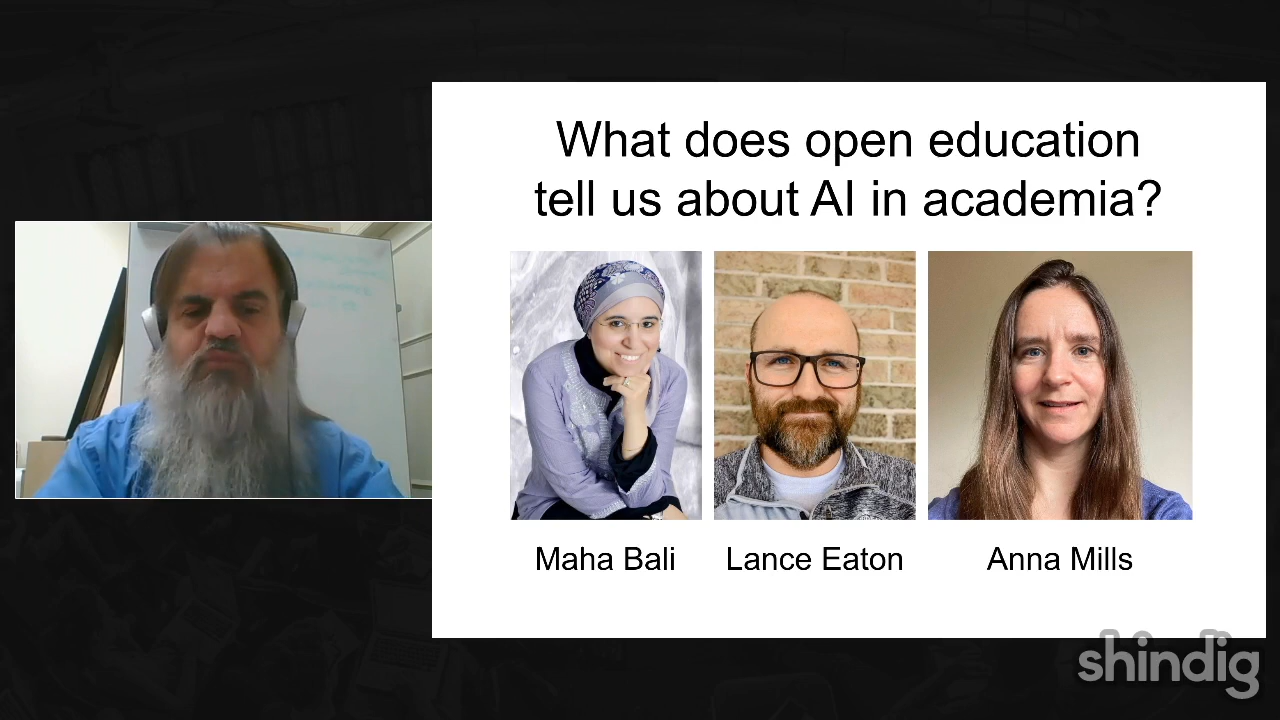 What does open education
tell us about AI in academia?
Maha Bali
Lance Eaton
Anna Mills
shindig